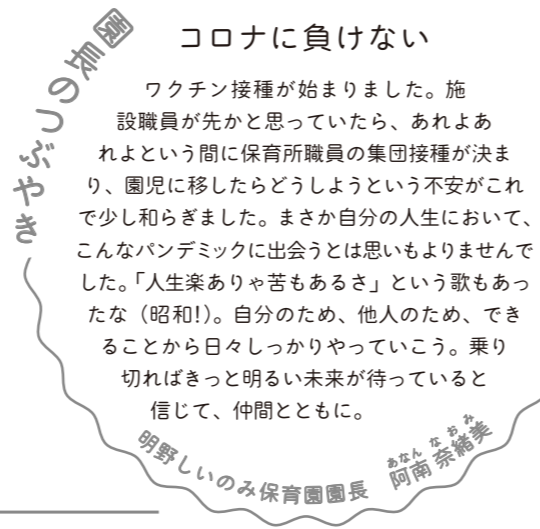 園長のつぶやき
コロナに負けない
ワクチン接種が始まりました。施
設職員が先かと思っていたら、あれよあ
れよという間に保育所職員の集団接種が決ま
り、園児に移したらどうしようという不安がこれ
で少し和らぎました。まさか自分の人生において、
こんなパンデミックに出会うとは思いもよりませんで
した。「人生楽ありゃ苦もあるさ」という歌もあっ
たな（昭和!）。自分のため、他人のため、でき
ることから日々しっかりやっていこう。乗り
切ればきっと明るい未来が待っていると
信じて、仲間とともに。
明野しいのみ保育園園長 阿南 奈緒美
あなん なおみ